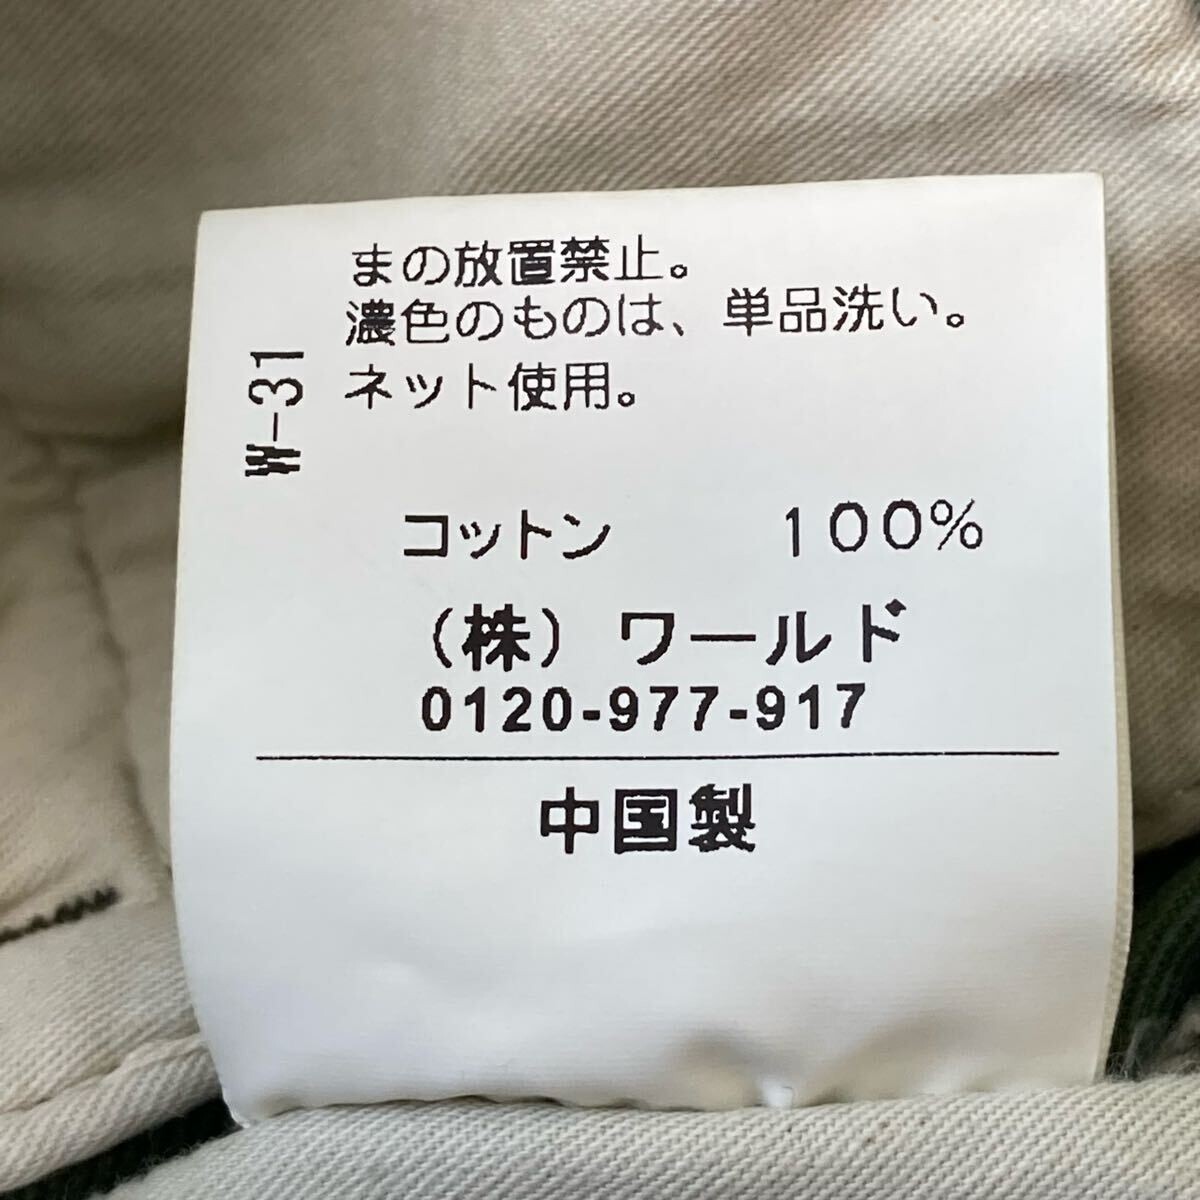 まの放置禁止。
濃色のものは、単品洗い。
ネット使用。
W-31
コットン 100%
(株) ワールド
0120-977-917
中国製